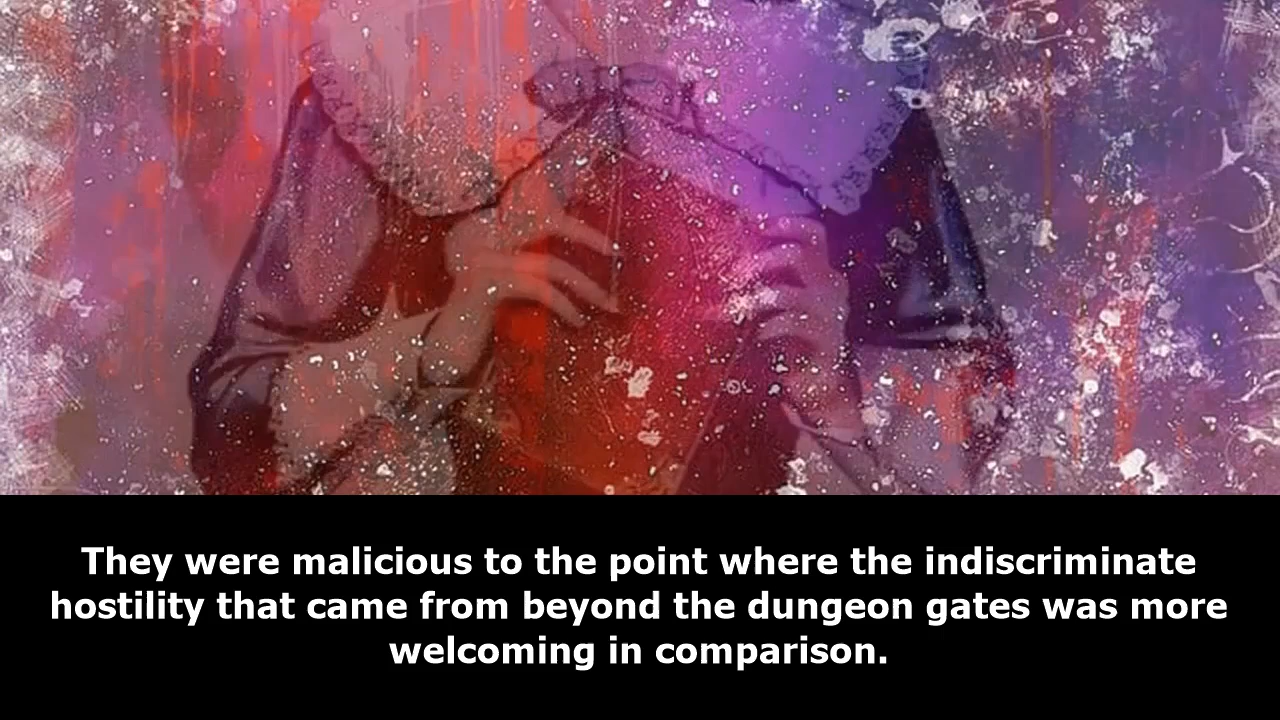 They were malicious to the point where the indiscriminate
hostility that came from beyond the dungeon gates was more
welcoming in comparison.